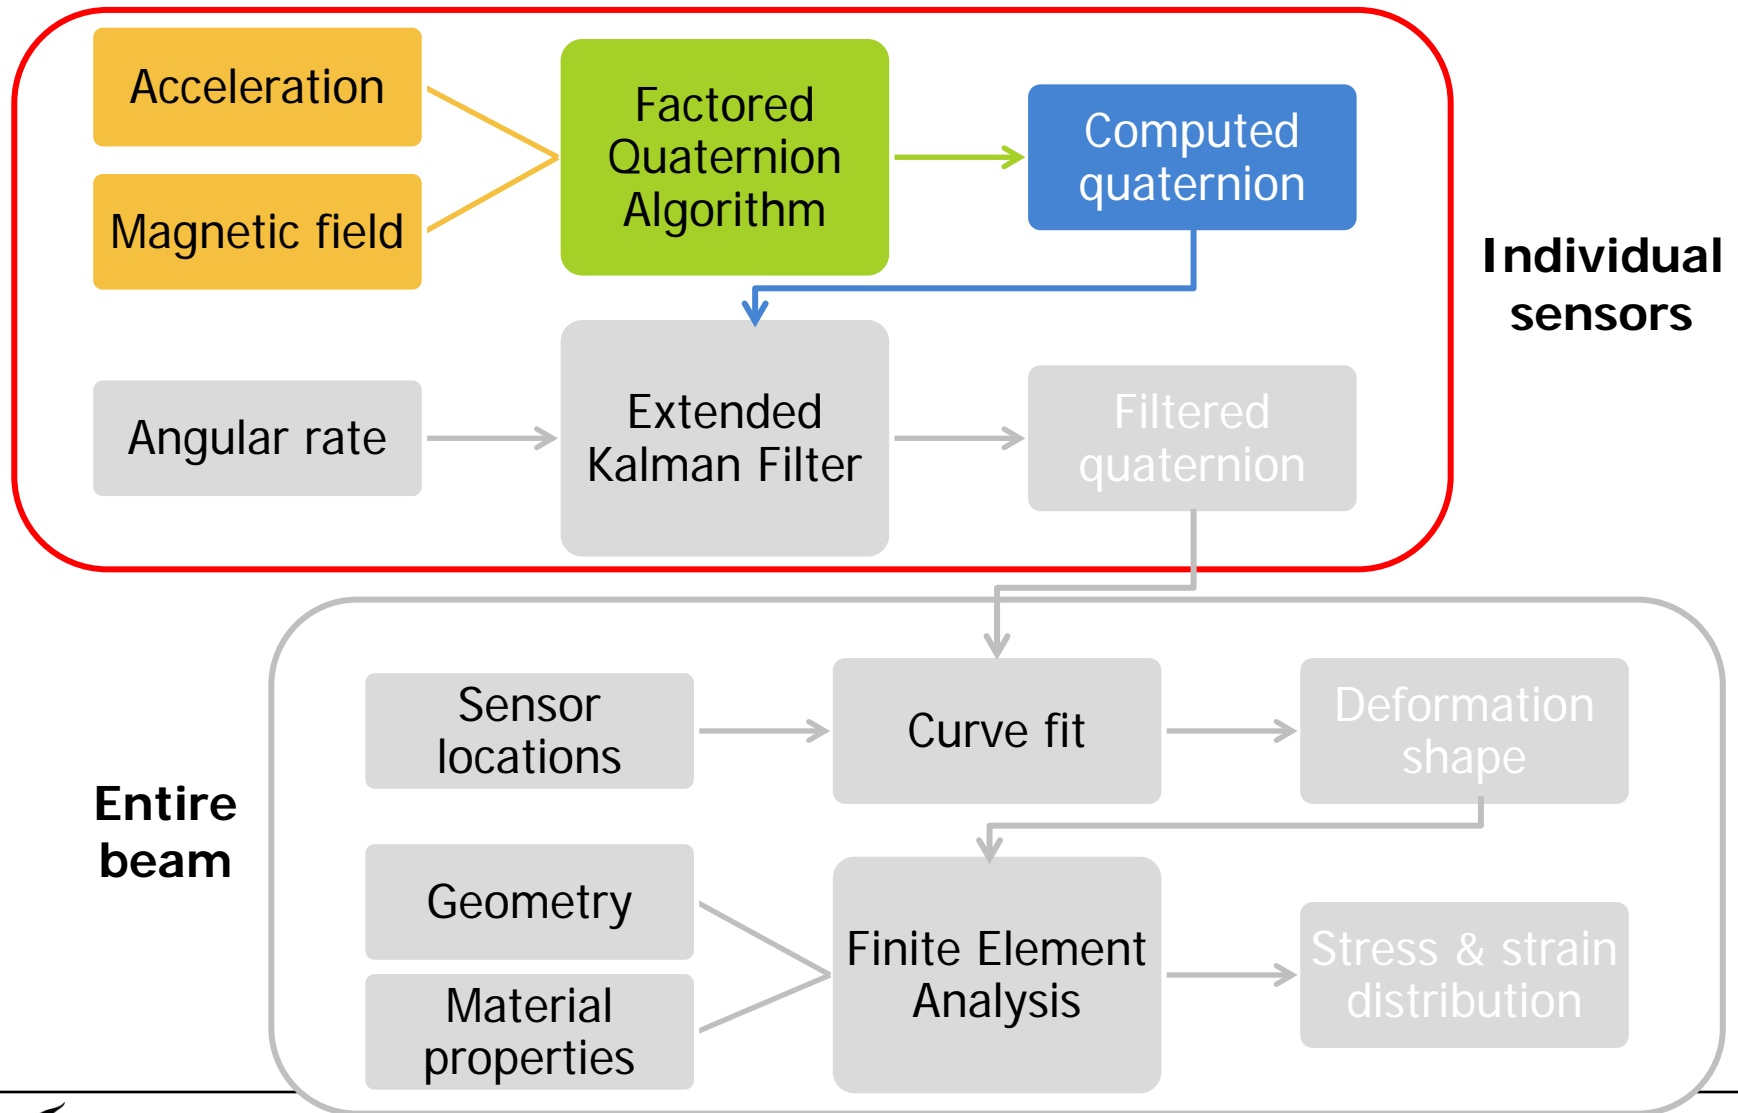 Acceleration
Magnetic field
Factored
Quaternion
Algorithm
Computed
quaternion
Individual
sensors
Angular rate
Extended
Kalman Filter
Filtered
quaternion
Entire
beam
Sensor
locations
Curve fit
Deformation
shape
Geometry
Material
properties
Finite Element
Analysis
Stress & strain
distribution